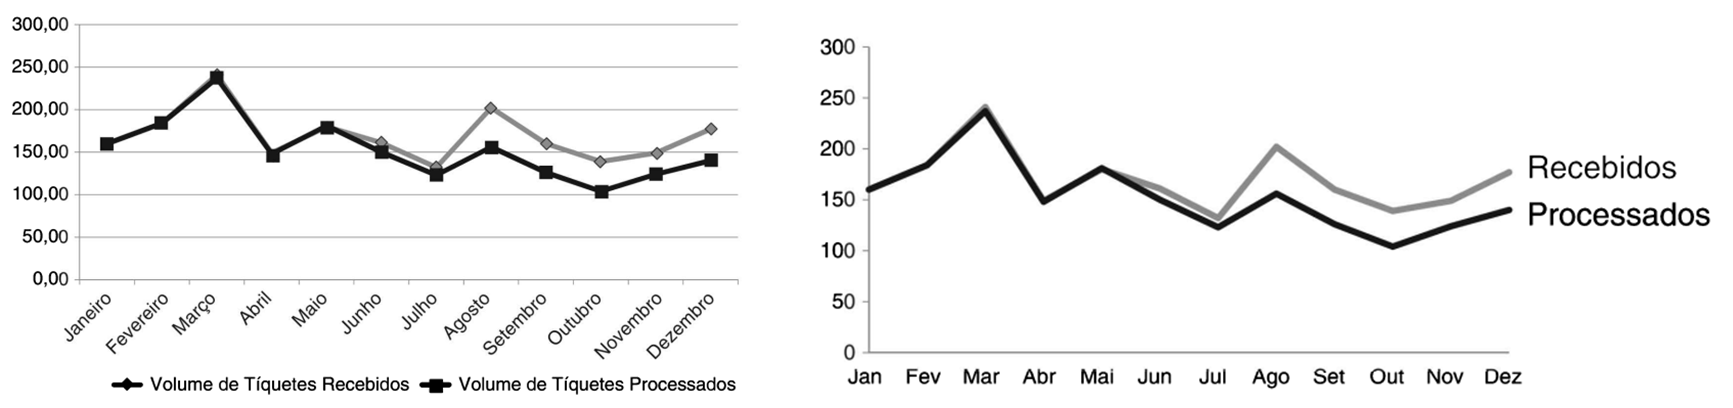 300,00
250,00
200,00
150,00
100,00
50,00
0,00
Janeiro
Fevereiro
Março
Abril
Maio
Junho
Julho
Agosto
Setembro
Outubro
Novembro
Dezembro
Volume de Tíquetes Recebidos Volume de Tíquetes Processados
300
250
200
150
100
50
0
Recebidos
Processados
Jan Fev Mar Abr Mai Jun Jul Ago Set Out Nov Dez